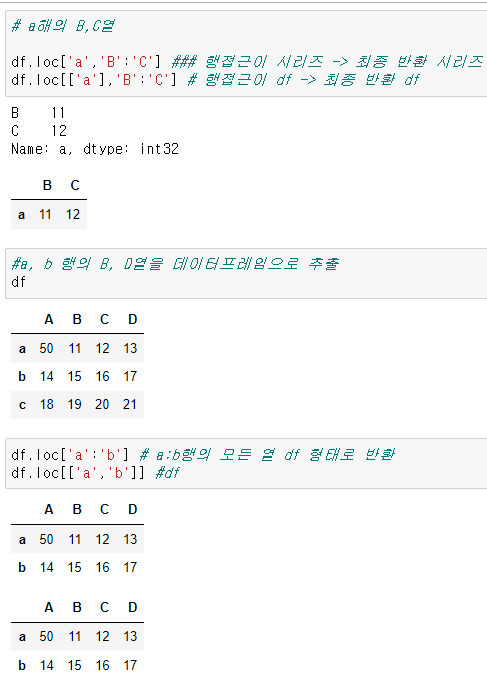 # a해의 B,C열
df.loc['a','B':'C'] ### 행접근이 시리즈 -> 최종 반환 시리즈
df.loc[['a'],'B':'C'] # 행접근이 df -> 최종 반환 df
B 11
C 12
Name: a, dtype: int32
B C
a 11 12
#a, b 행의 B, D열을 데이터프레임으로 추출
df
A B C D
a 50 11 12 13
b 14 15 16 17
c 18 19 20 21
df.loc['a':'b'] # a:b행의 모든 열 df 형태로 반환
df.loc[['a','b']] #df
A B C D
a 50 11 12 13
b 14 15 16 17
A B C D
a 50 11 12 13
b 14 15 16 17